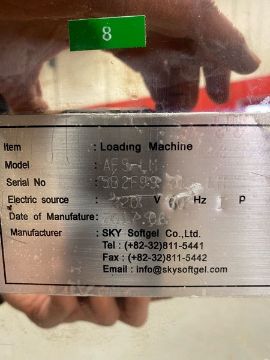 8
Item : Loading Machine
Model :
Serial No :
Electric source : V Hz P
Date of Manufature:
Manufacturer : SKY Softgel Co.,Ltd.
Tel : (+82-32)811-5441
Fax : (+82-32)811-5442
Email : info@skysoftgel.com